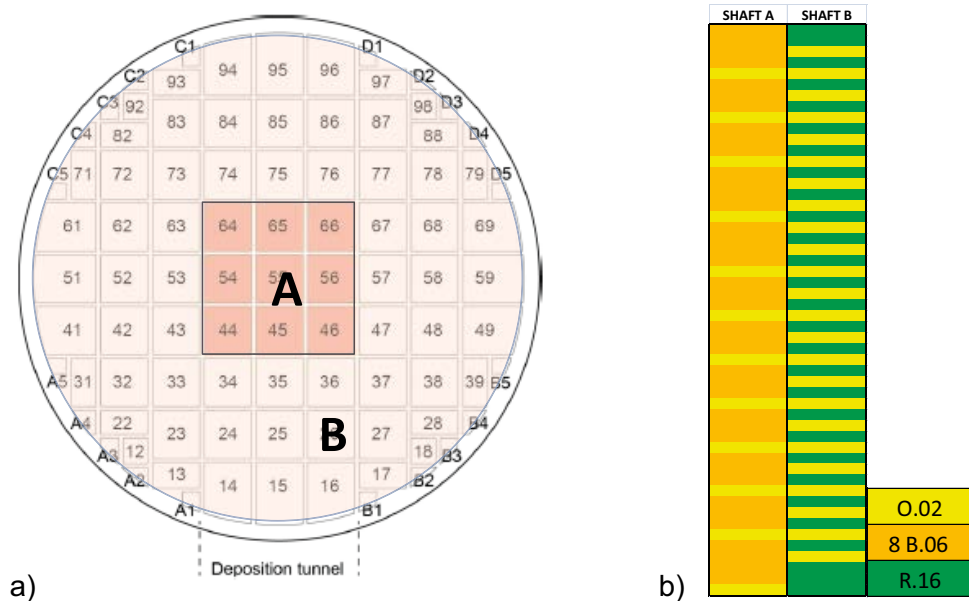 SHAFT A SHAFT B
C1 D1
94 95 96
C2 93 97 D2
C3 92 98 D3
83 84 85 86 87
C4 82 88 D4
C5 71 72 73 74 75 76 77 78 79 D5
61 62 63 64 65 66 67 68 69
51 52 53 54 56 57 58 59
A
41 42 43 44 45 46 47 48 49
A5 31 32 33 34 35 36 37 38 39 B5
A4 22 28 B4
23 24 25 B 27
A3 12 18 B3
A2 13 17 B2
14 15 16
A1 B1
O.02
8 B.06
R.16
Deposition tunnel
a) b)